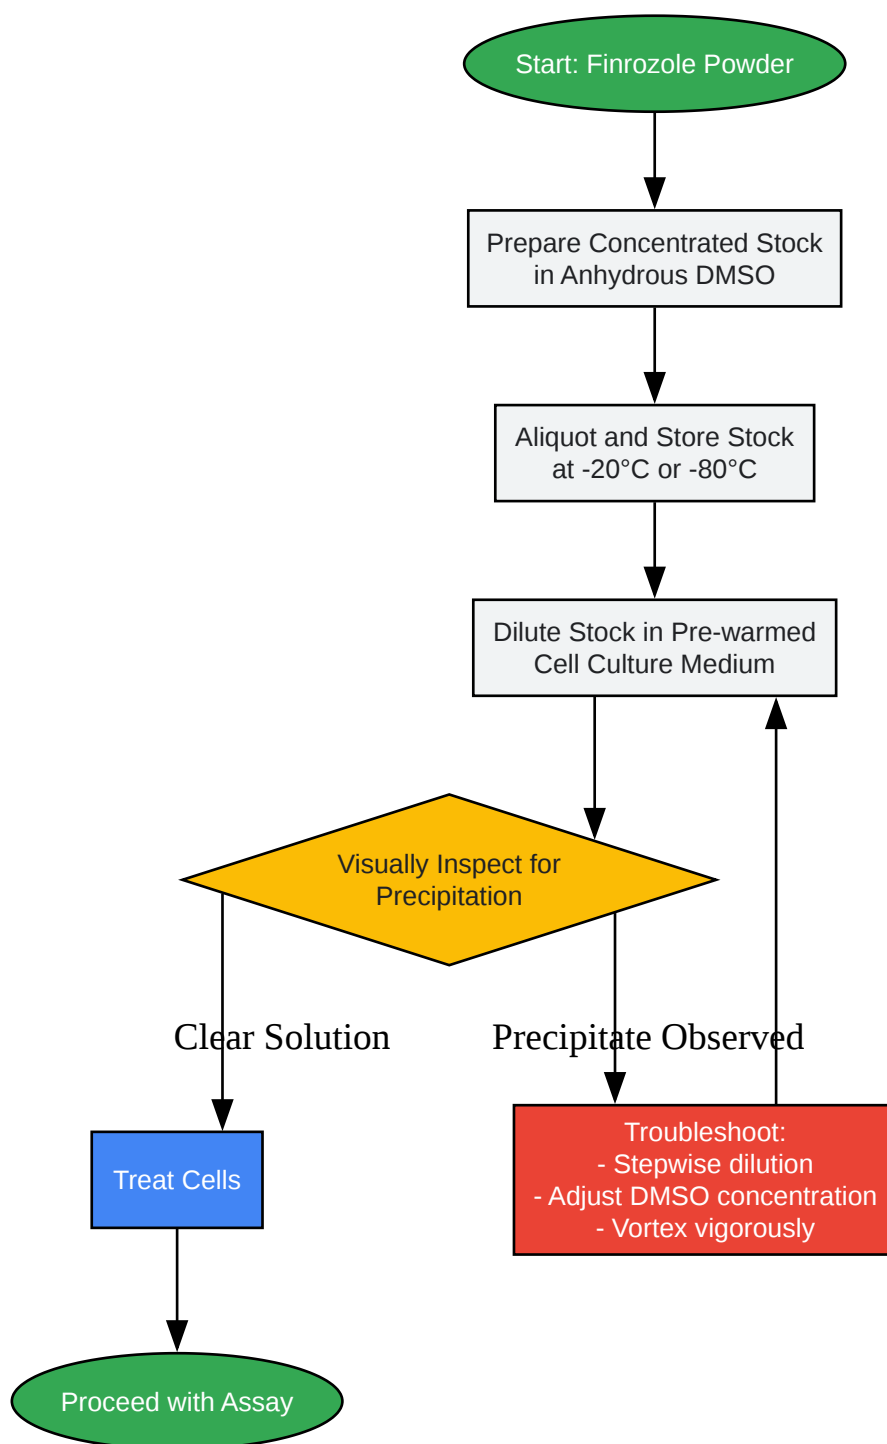 Start: Finrozole Powder
Prepare Concentrated Stock
in Anhydrous DMSO
Aliquot and Store Stock
at -20°C or -80°C
Dilute Stock in Pre-warmed
Cell Culture Medium
Visually Inspect for
Precipitation
Clear Solution
Precipitate Observed
Treat Cells
Troubleshoot:
- Stepwise dilution
- Adjust DMSO concentration
- Vortex vigorously
Proceed with Assay